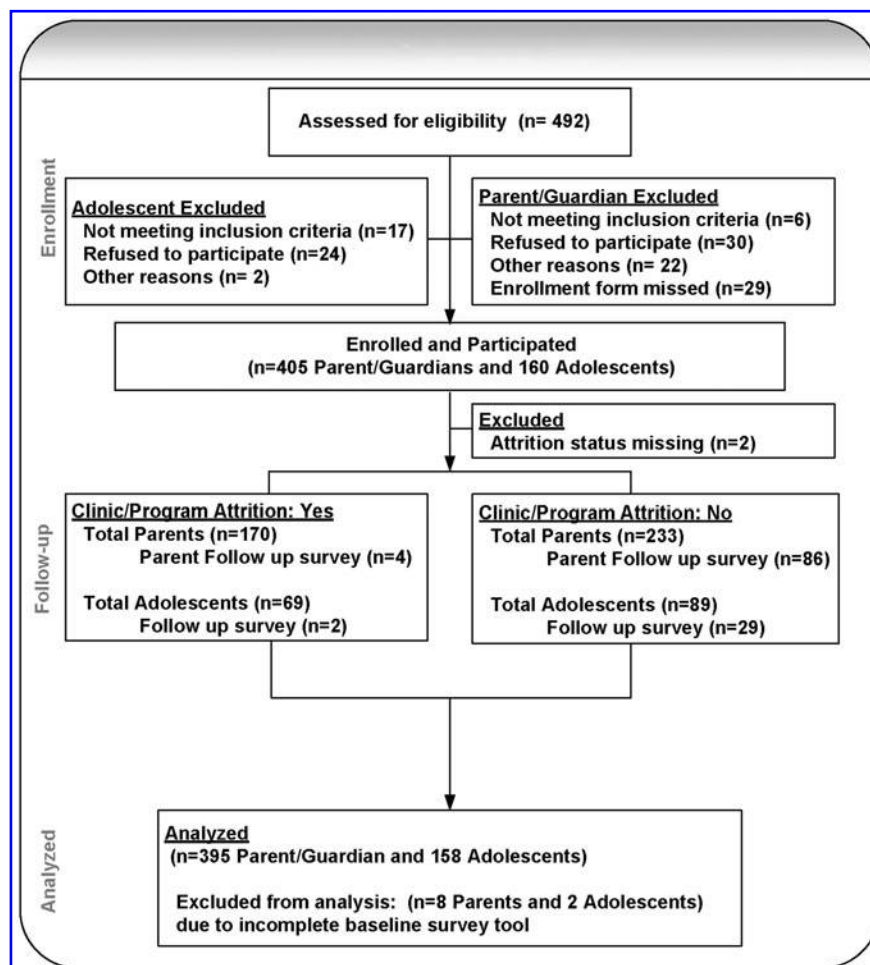 Assessed for eligibility (n= 492)
Enrollment
Adolescent Excluded
Not meeting inclusion criteria (n=17)
Refused to participate (n=24)
Other reasons (n= 2)
Parent/Guardian Excluded
Not meeting inclusion criteria (n=6)
Refused to participate (n=30)
Other reasons (n= 22)
Enrollment form missed (n=29)
Enrolled and Participated
(n=405 Parent/Guardians and 160 Adolescents)
Excluded
Attrition status missing (n=2)
Follow-up
Clinic/Program Attrition: Yes
Total Parents (n=170)
Parent Follow up survey (n=4)
Total Adolescents (n=69)
Follow up survey (n=2)
Clinic/Program Attrition: No
Total Parents (n=233)
Parent Follow up survey (n=86)
Total Adolescents (n=89)
Follow up survey (n=29)
Analyzed
Analyzed
(n=395 Parent/Guardian and 158 Adolescents)
Excluded from analysis: (n=8 Parents and 2 Adolescents)
due to incomplete baseline survey tool